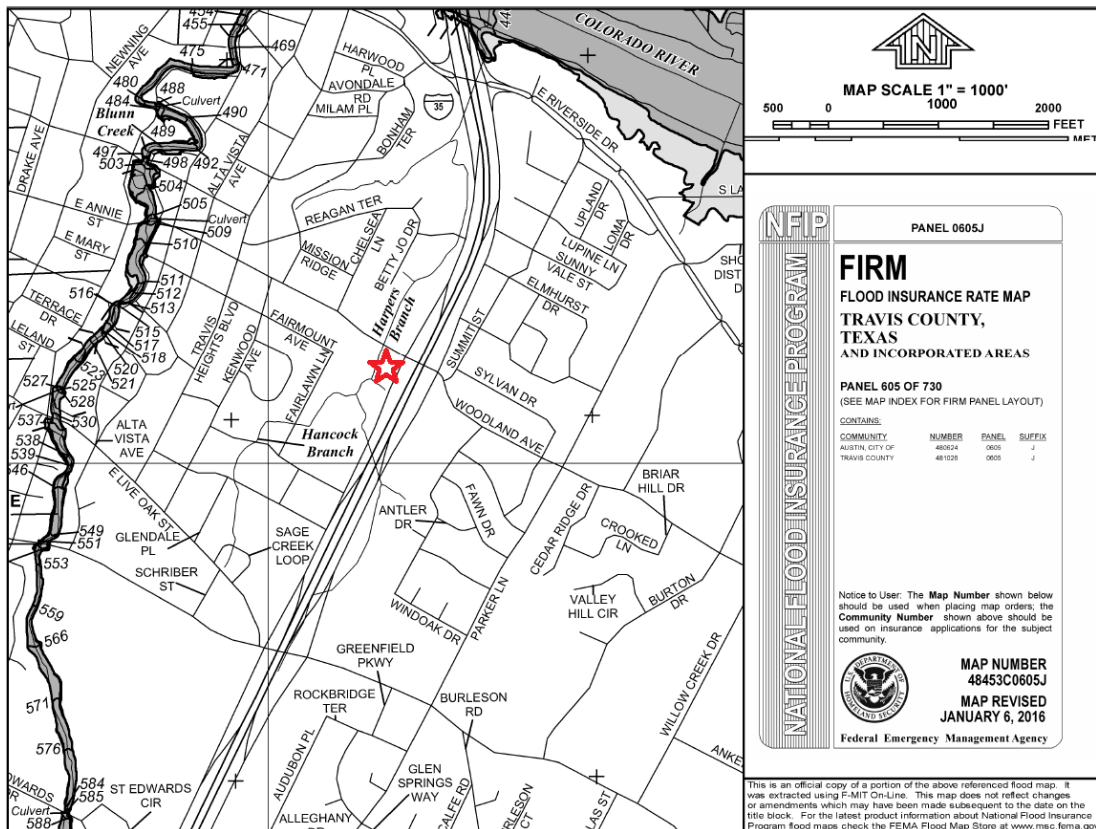 454
455
475
469
471
NEWNING
AVE
480
484
488
Culvert
490
Blunn
Creek
489
497
503
498
492
504
505
Culvert
509
510
511
512
513
515
516
517
518
520
521
523
525
527
528
530
537
538
539
546
549
551
553
559
566
571
576
584
585
Culvert
588
E
DRAKE AVE
ALTA VISTA
AVE
E ANNIE
ST
E MARY
ST
TERRACE
DR
LELAND
ST
TRAVIS
HEIGHTS BLVD
KENWOOD
AVE
FAIRMOUNT
AVE
FAIRLAWN LN
ALTA
VISTA
AVE
E LIVE OAK ST
GLENDALE
PL
SCHRIBER
ST
SAGE
CREEK
LOOP
Hancock
Branch
Harpers
Branch
HARWOOD
PL
AVONDALE
RD
MILAM PL
35
BONHAM
TER
REAGAN TER
MISSION
RIDGE
CHELSEA
LN
BETTY JO DR
COLORADO RIVER
E RIVERSIDE DR
S LA
UPLAND
DR
LOMA
DR
LUPINE LN
SUNNY
VALE ST
ELMHURST
DR
SUMMIT ST
SYLVAN DR
WOODLAND AVE
BRIAR
HILL DR
FAWN DR
ANTLER
DR
CEDAR RIDGE DR
CROOKED
LN
VALLEY
HILL CIR
BURTON
DR
WINDOAK DR
PARKER LN
GREENFIELD
PKWY
ROCKBRIDGE
TER
BURLESON
RD
WILLOW CREEK DR
AUDUBON PL
GLEN
SPRINGS
WAY
ST EDWARDS
CIR
ALLEGHANY
DR
N
MAP SCALE 1" = 1000'
500 0 1000 2000
FEET
NFIP
NATIONAL FLOOD INSURANCE PROGRAM
PANEL 0605J
FIRM
FLOOD INSURANCE RATE MAP
TRAVIS COUNTY,
TEXAS
AND INCORPORATED AREAS
PANEL 605 OF 730
(SEE MAP INDEX FOR FIRM PANEL LAYOUT)
CONTAINS:
COMMUNITY NUMBER PANEL SUFFIX
AUSTIN, CITY OF 480624 0605 J
TRAVIS COUNTY 481026 0605 J
Notice to User: The Map Number shown below
should be used when placing map orders; the
Community Number shown above should be
used on insurance applications for the subject
community.
U.S. DEPARTMENT OF
HOMELAND SECURITY
MAP NUMBER
48453C0605J
MAP REVISED
JANUARY 6, 2016
Federal Emergency Management Agency
This is an official copy of a portion of the above referenced flood map. It
was extracted using F-MIT On-Line. This map does not reflect changes
or amendments which may have been made subsequent to the date on the
title block. For the latest product information about National Flood Insurance
Program flood maps check the FEMA Flood Map Store at www.msc.fema.gov